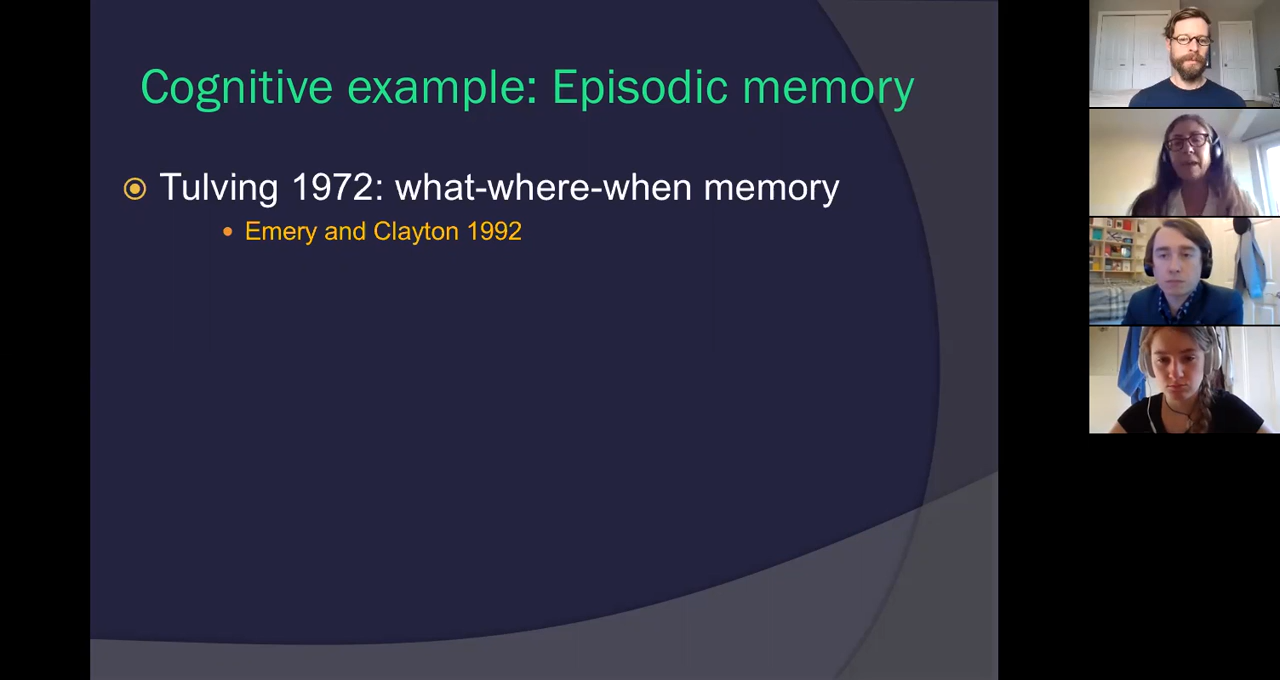 Cognitive example: Episodic memory
Tulving 1972: what-where-when memory
Emery and Clayton 1992